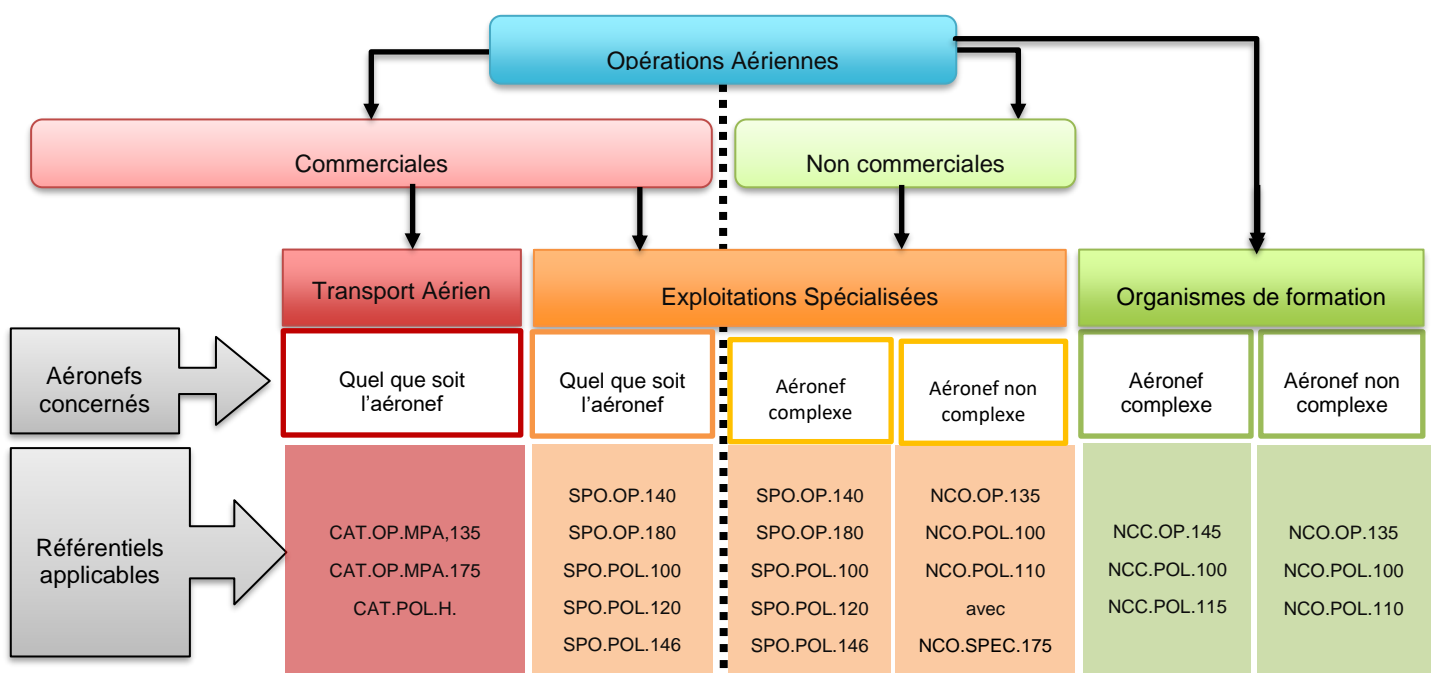 Opérations Aériennes
Commerciales
Non commerciales
Transport Aérien
Exploitations Spécialisées
Organismes de formation
Aéronefs
concernés
Quel que soit
l'aéronef
Quel que soit
l'aéronef
Aéronef
complexe
Aéronef non
complexe
Aéronef
complexe
Aéronef non
complexe
Référentiels
applicables
CAT.OP.MPA,135
CAT.OP.MPA.175
CAT.POL.H.
SPO.OP.140
SPO.OP.180
SPO.POL.100
SPO.POL.120
SPO.POL.146
SPO.OP.140
SPO.OP.180
SPO.POL.100
SPO.POL.120
SPO.POL.146
NCO.OP.135
NCO.POL.100
NCO.POL.110
avec
NCO.SPEC.175
NCC.OP.145
NCC.POL.100
NCC.POL.115
NCO.OP.135
NCO.POL.100
NCO.POL.110